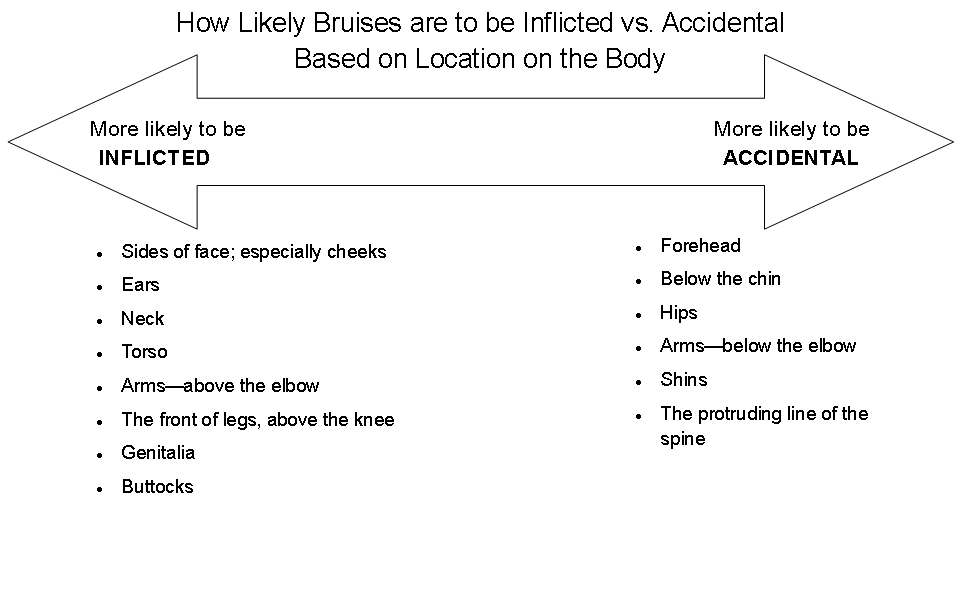 How Likely Bruises are to be Inflicted vs. Accidental
Based on Location on the Body
More likely to be
INFLICTED
More likely to be
ACCIDENTAL
• Sides of face; especially cheeks
• Ears
• Neck
• Torso
• Arms—above the elbow
• The front of legs, above the knee
• Genitalia
• Buttocks
• Forehead
• Below the chin
• Hips
• Arms—below the elbow
• Shins
• The protruding line of the
spine